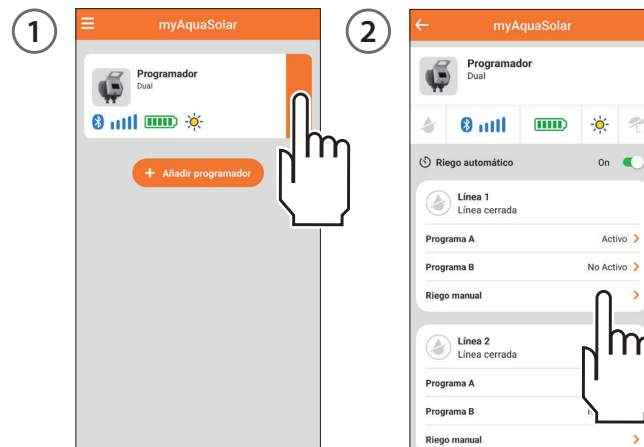 1
myAquaSolar
Programador
Dual
+ Añadir programador
2
myAquaSolar
Programador
Dual
Riego automático On
Línea 1
Línea cerrada
Programa A Activo
Programa B No Activo
Riego manual
Línea 2
Línea cerrada
Programa A
Programa B
Riego manual